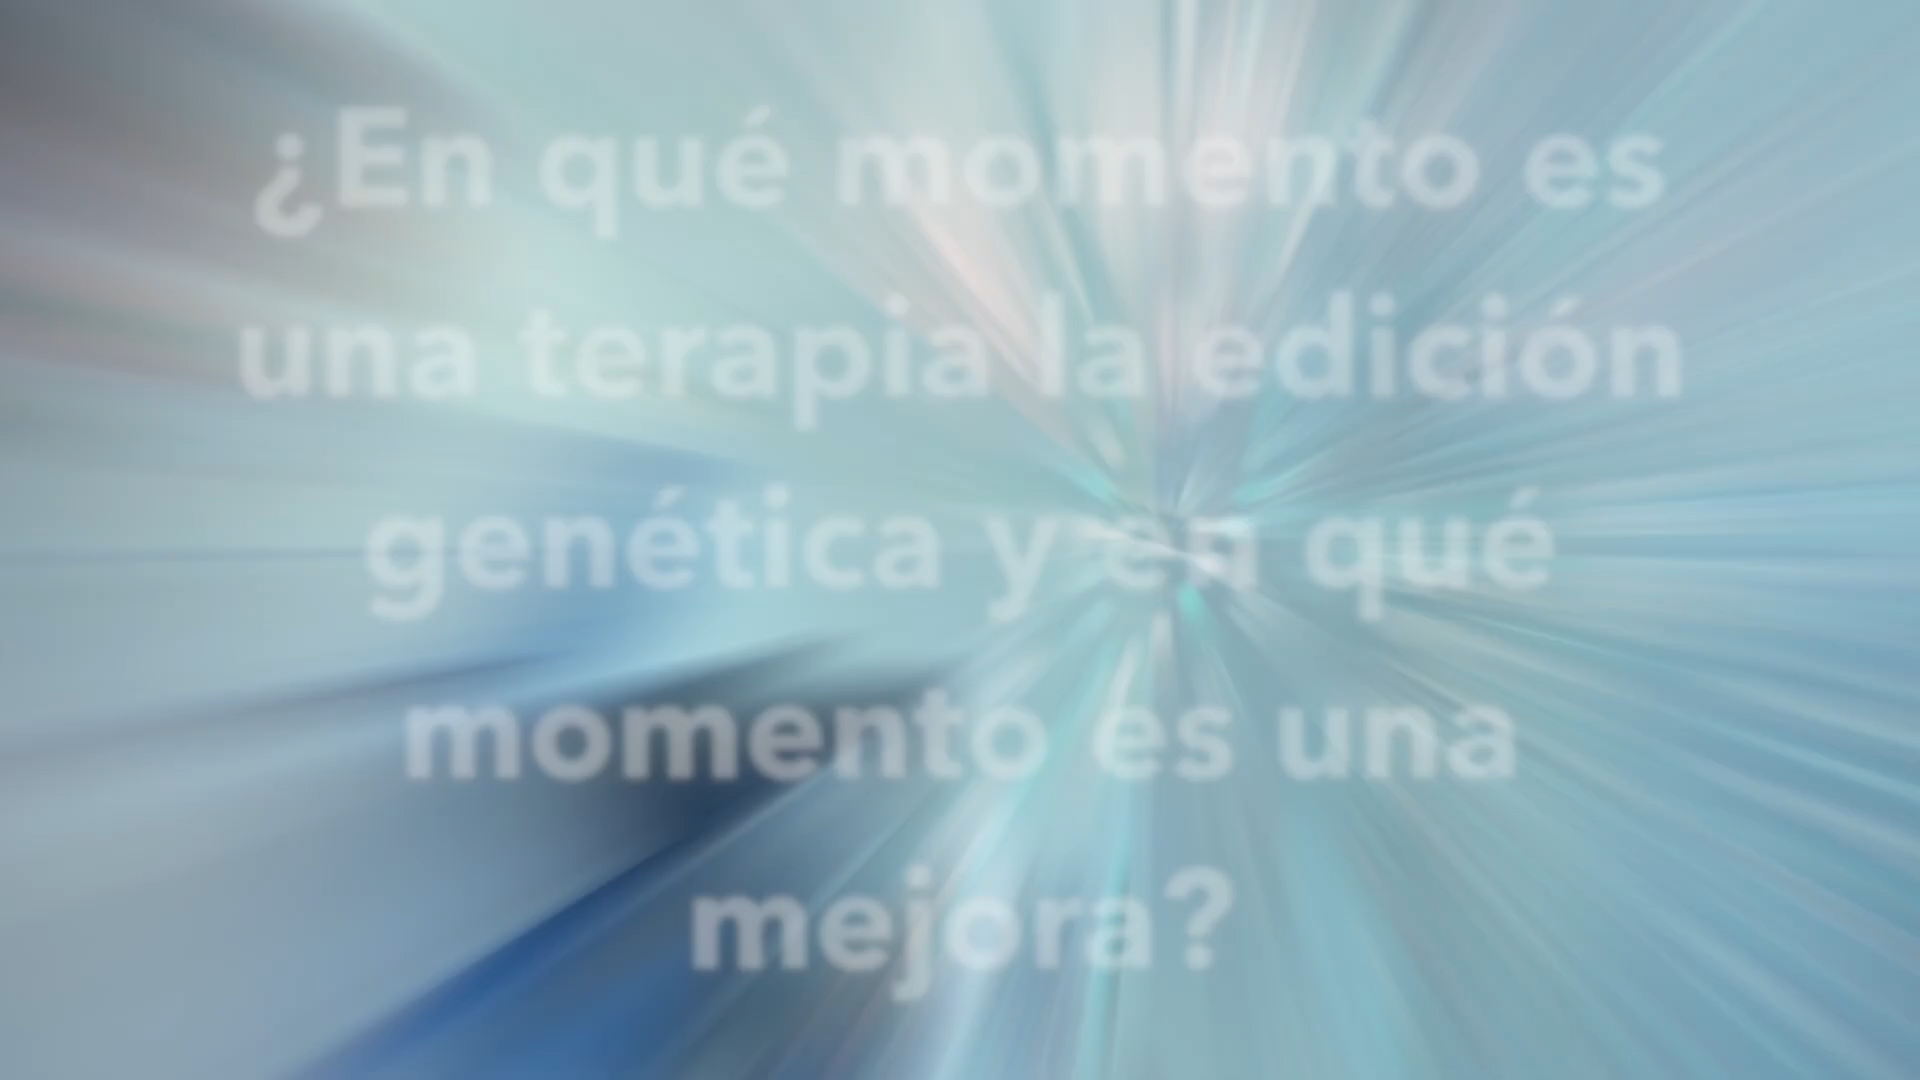 ¿En qué momento es
una terapia la edición
genética y en qué
momento es una
mejora?